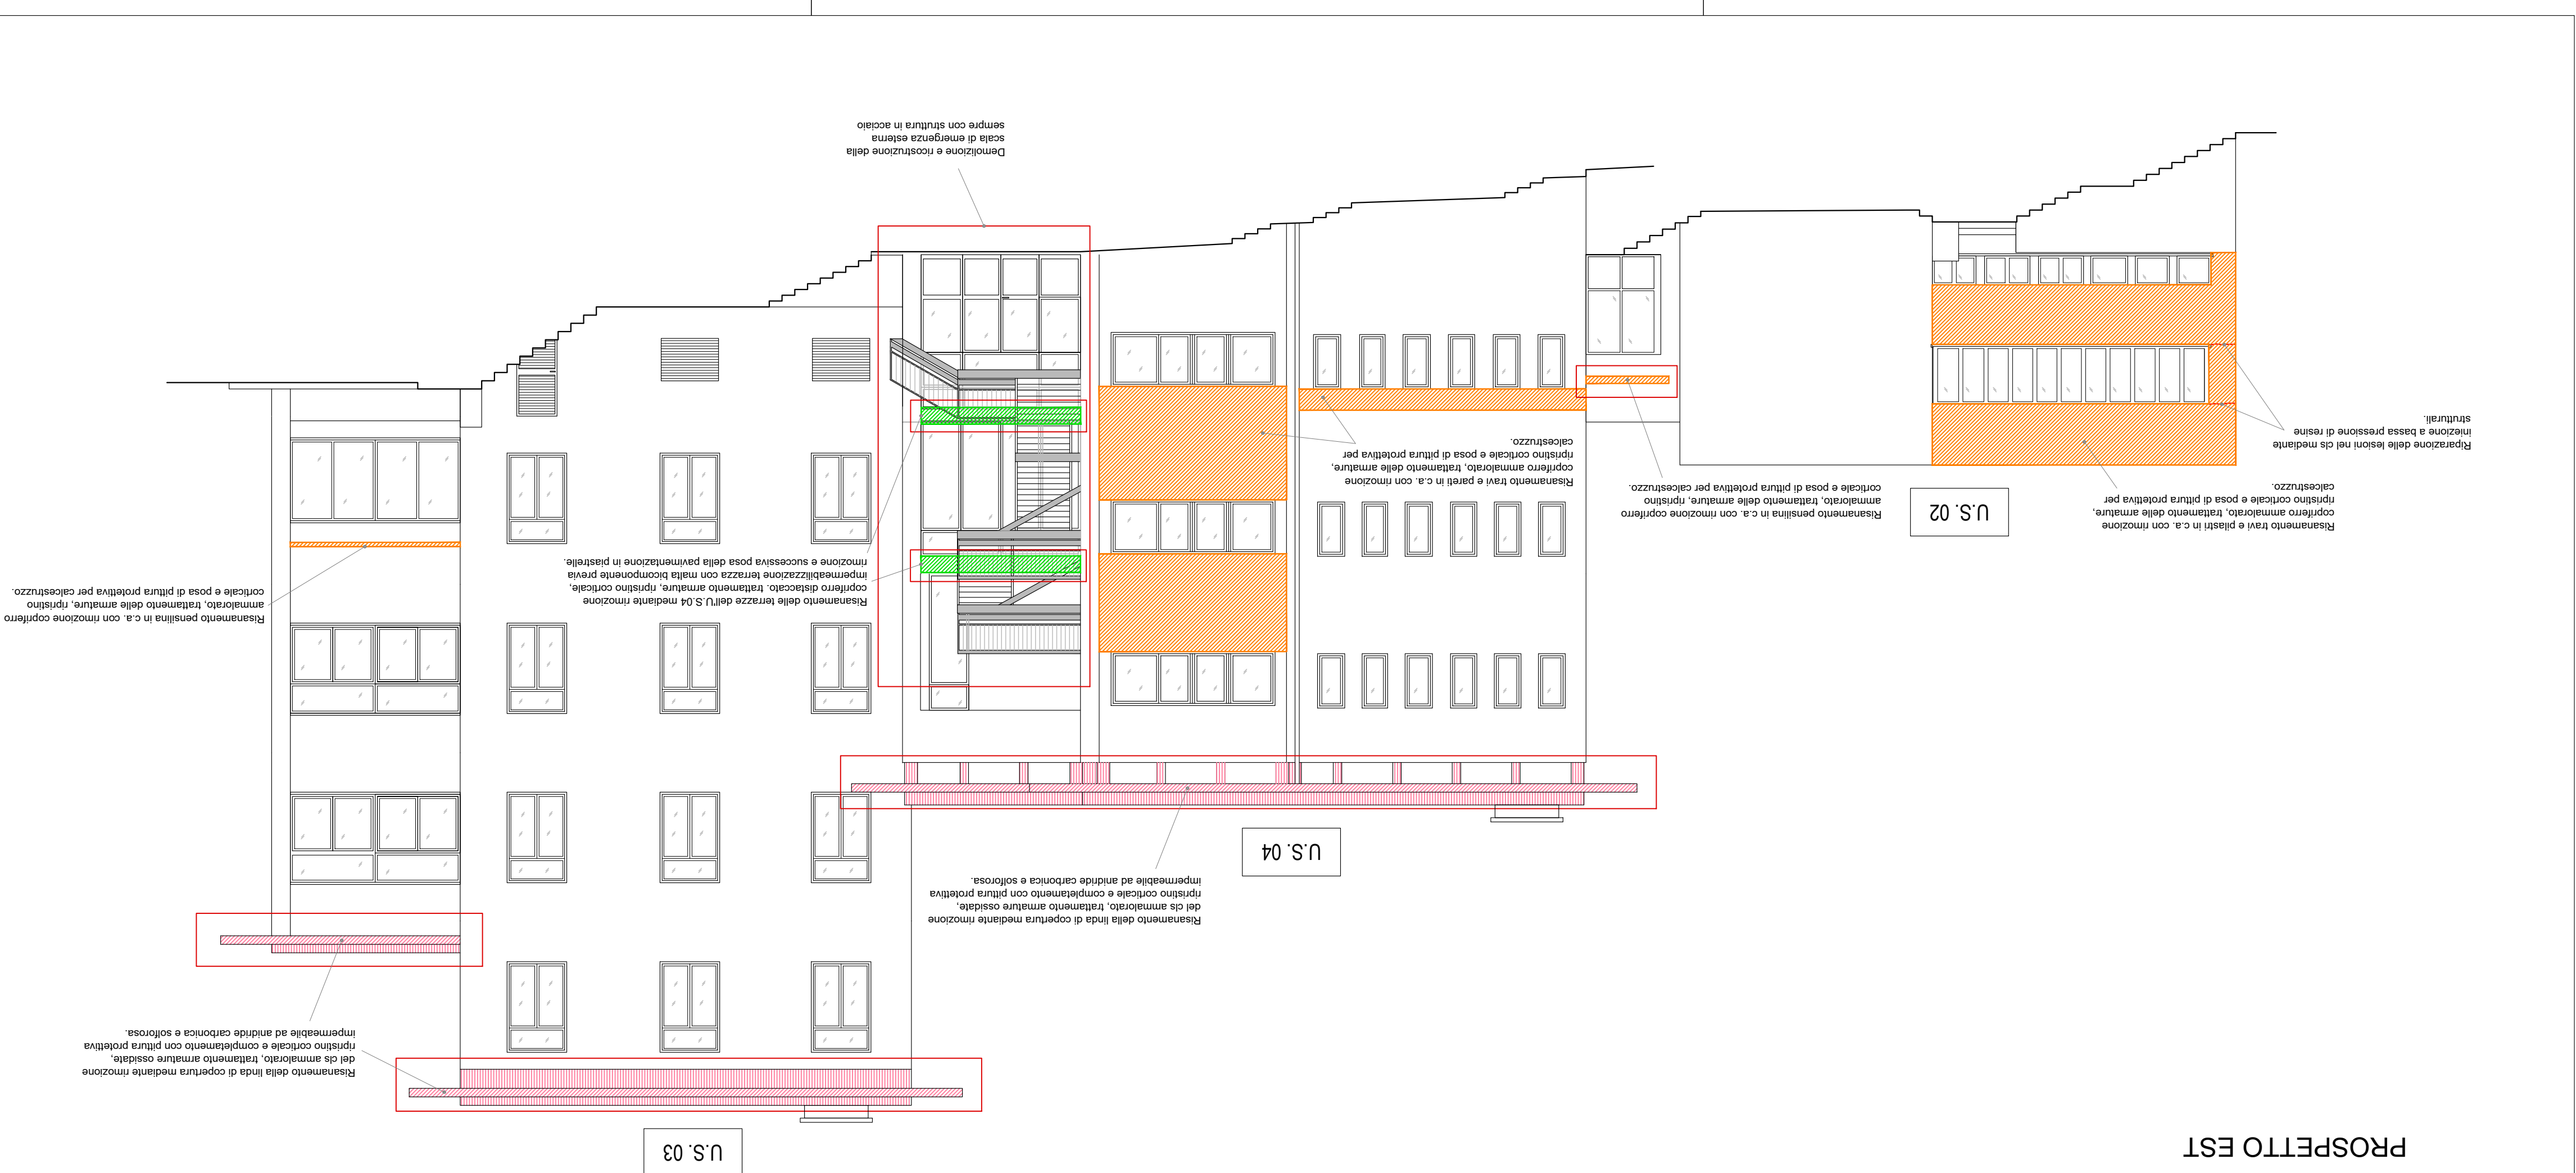 PROSPETTO EST
U.S. 03
Risanamento della linda di copertura mediante rimozione
del cls ammalorato, trattamento armature ossidate,
ripristino corticale e completamento con pittura protettiva
impermeabile ad anidride carbonica e solforosa.
Risanamento della linda di copertura mediante rimozione
del cls ammalorato, trattamento armature ossidate,
ripristino corticale e completamento con pittura protettiva
impermeabile ad anidride carbonica e solforosa.
U.S. 04
Risanamento pensilina in c.a. con rimozione copriferro
ammalorato, trattamento delle armature, ripristino
corticale e posa di pittura protettiva per calcestruzzo.
Risanamento delle terrazze dell'U.S.04 mediante rimozione
copriferro distaccato, trattamento armature, ripristino corticale,
impermeabilizzazione terrazza con malta bicomponente previa
rimozione e successiva posa della pavimentazione in piastrelle.
Risanamento travi e pilastri in c.a. con rimozione
copriferro ammalorato, trattamento delle armature,
ripristino corticale e posa di pittura protettiva per
calcestruzzo.
U.S. 02
Risanamento pensilina in c.a. con rimozione copriferro
ammalorato, trattamento delle armature, ripristino
corticale e posa di pittura protettiva per calcestruzzo.
Risanamento travi e pareti in c.a. con rimozione
copriferro ammalorato, trattamento delle armature,
ripristino corticale e posa di pittura protettiva per
calcestruzzo.
Riparazione delle lesioni nel cls mediante
iniezione a bassa pressione di resine
strutturali.
Demolizione e ricostruzione della
scala di emergenza esterna
sempre con struttura in acciaio